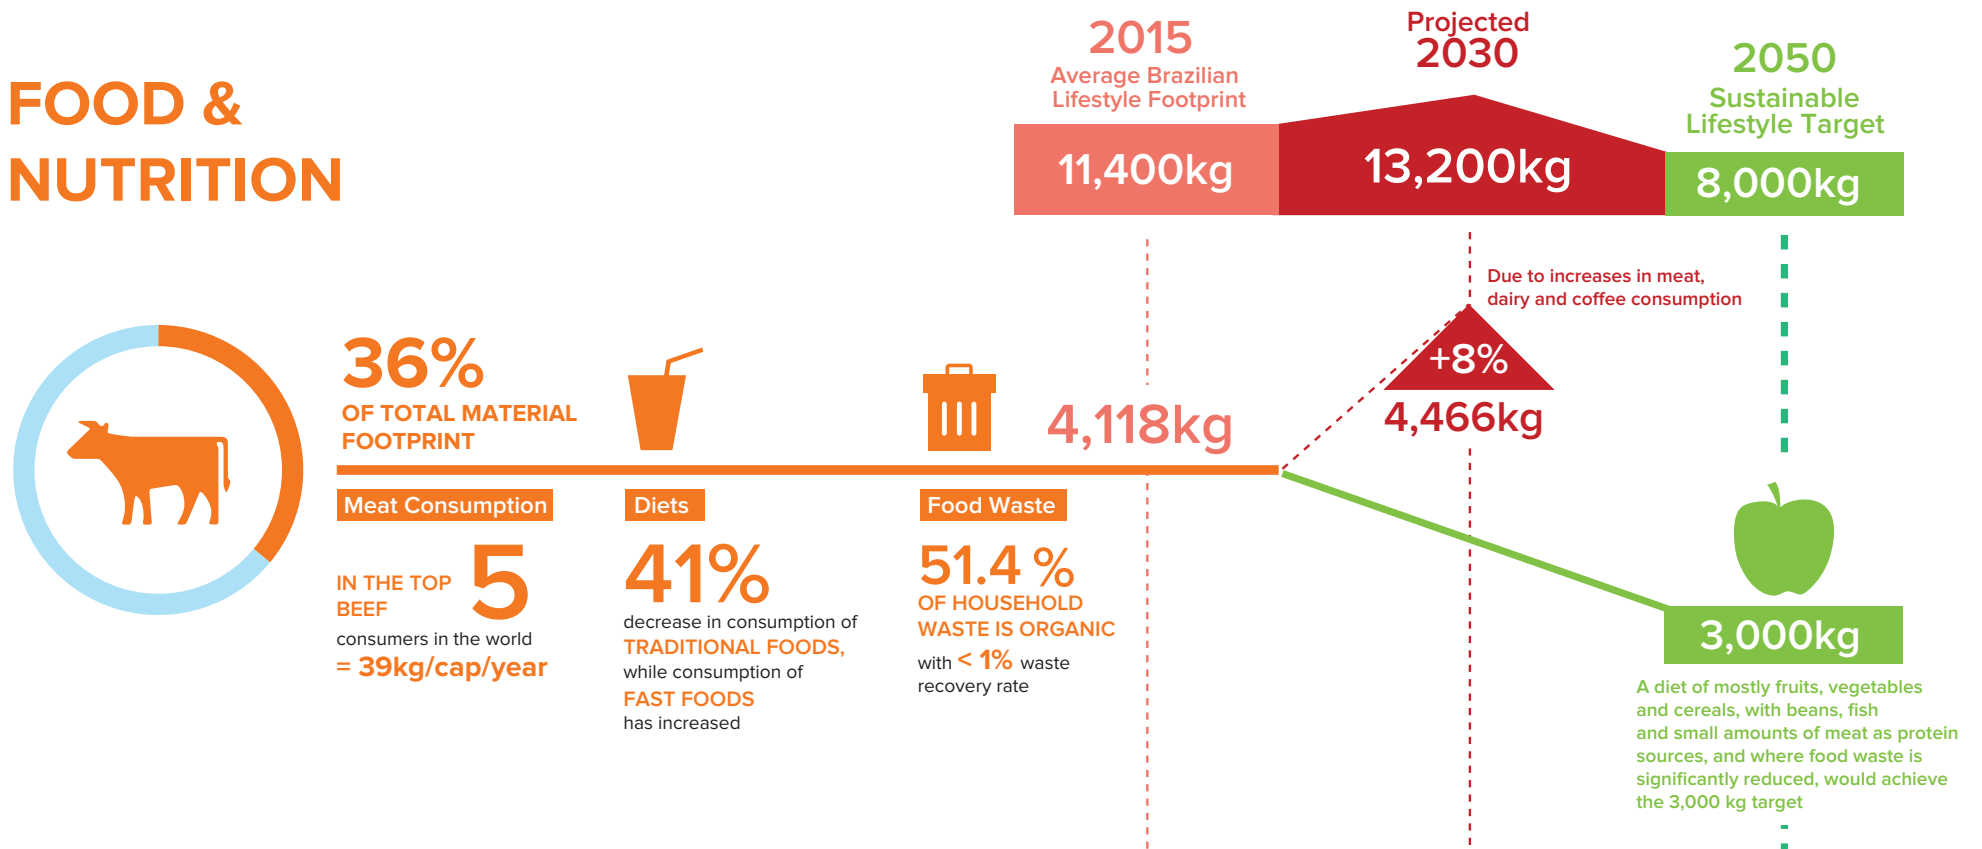 FOOD &
NUTRITION
2015
Average Brazilian
Lifestyle Footprint
11,400kg
Projected
2030
13,200kg
2050
Sustainable
Lifestyle Target
8,000kg
36%
OF TOTAL MATERIAL
FOOTPRINT
4,118kg
Due to increases in meat,
dairy and coffee consumption
+8%
4,466kg
Meat Consumption
IN THE TOP
BEEF
5
consumers in the world
= 39kg/cap/year
Diets
41%
decrease in consumption of
TRADITIONAL FOODS,
while consumption of
FAST FOODS
has increased
Food Waste
51.4 %
OF HOUSEHOLD
WASTE IS ORGANIC
with < 1% waste
recovery rate
3,000kg
A diet of mostly fruits, vegetables
and cereals, with beans, fish
and small amounts of meat as protein
sources, and where food waste is
significantly reduced, would achieve
the 3,000 kg target